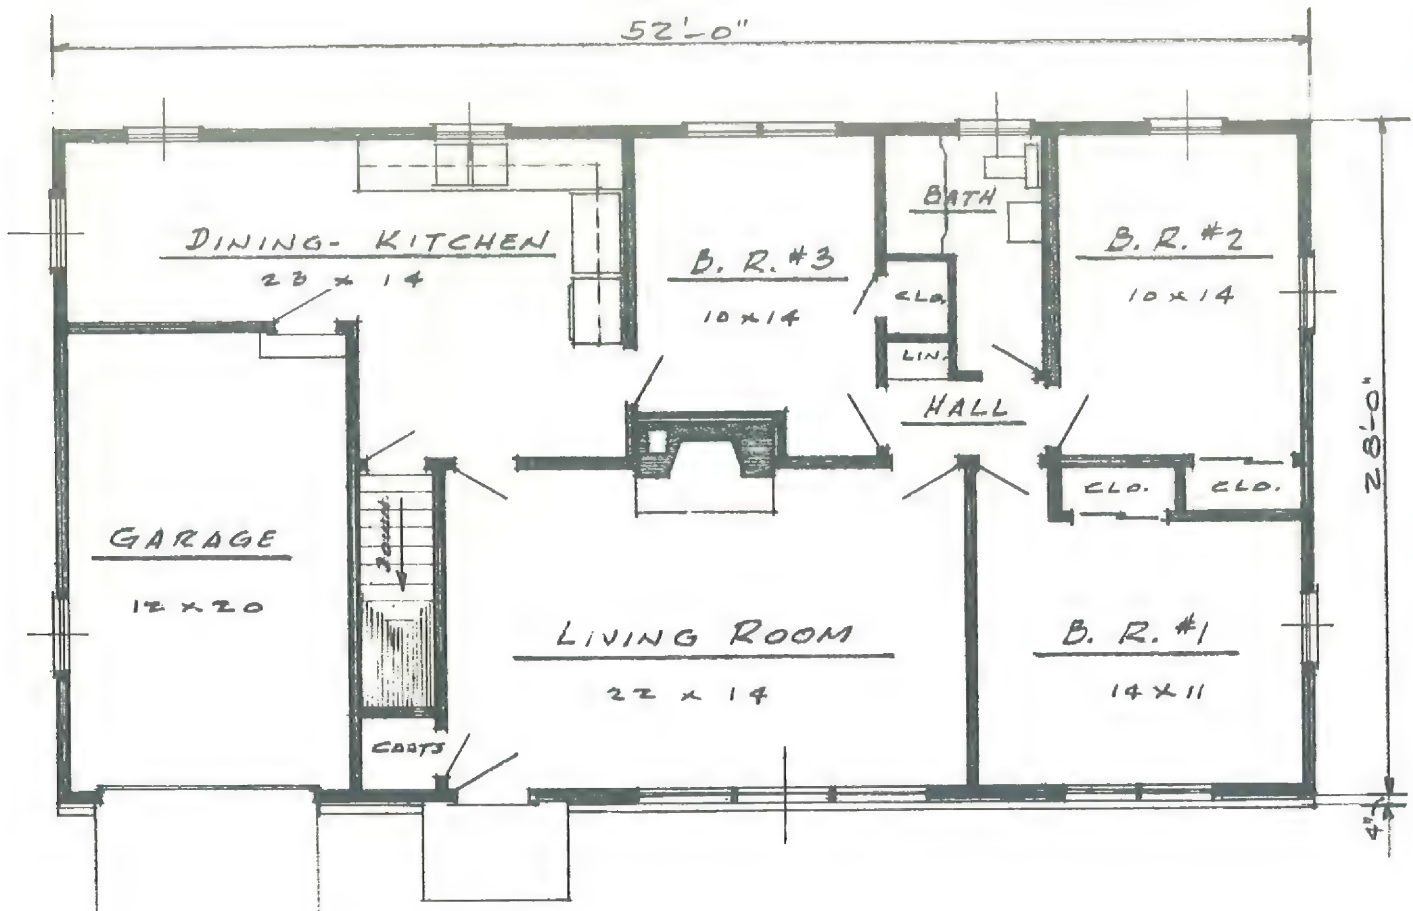 52'-0"
BATH
DINING- KITCHEN
23 x 14
B. R. #3
10 x 14
B. R. #2
10 x 14
CLO.
LIN.
HALL
28'-0"
CLO.
CLO.
GARAGE
12 x 20
DOWN
LIVING ROOM
22 x 14
B. R. #1
14 x 11
COATS
4"